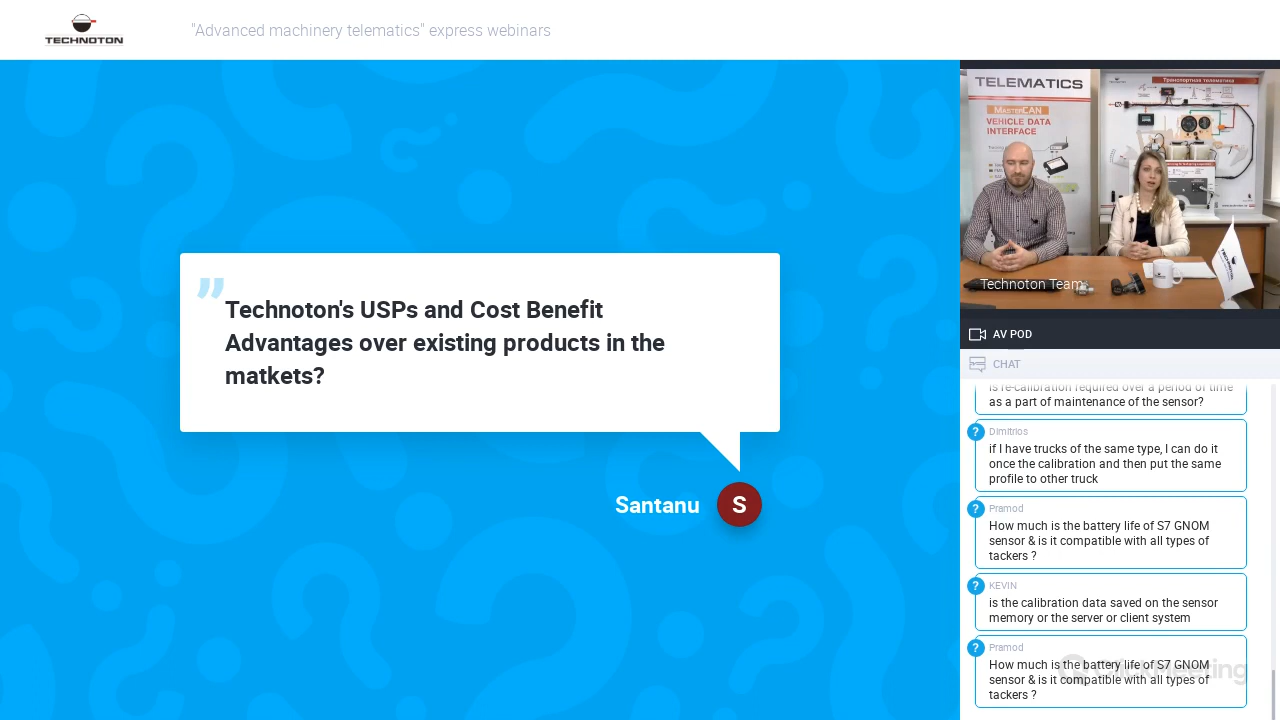 TECHNOTON
"Advanced machinery telematics" express webinars
Technoton's USPs and Cost Benefit
Advantages over existing products in the
matkets?
Santanu
S
TELEMATICS
MasterCAN
VEHICLE DATA
INTERFACE
Транспортная телематика
Technoton Team
AV POD
CHAT
is re-calibration required over a period of time
as a part of maintenance of the sensor?
?
Dimitrios
if I have trucks of the same type, I can do it
once the calibration and then put the same
profile to other truck
?
Pramod
How much is the battery life of S7 GNOM
sensor & is it compatible with all types of
tackers ?
?
KEVIN
is the calibration data saved on the sensor
memory or the server or client system
?
Pramod
How much is the battery life of S7 GNOM
sensor & is it compatible with all types of
tackers ?
ClickMeeting